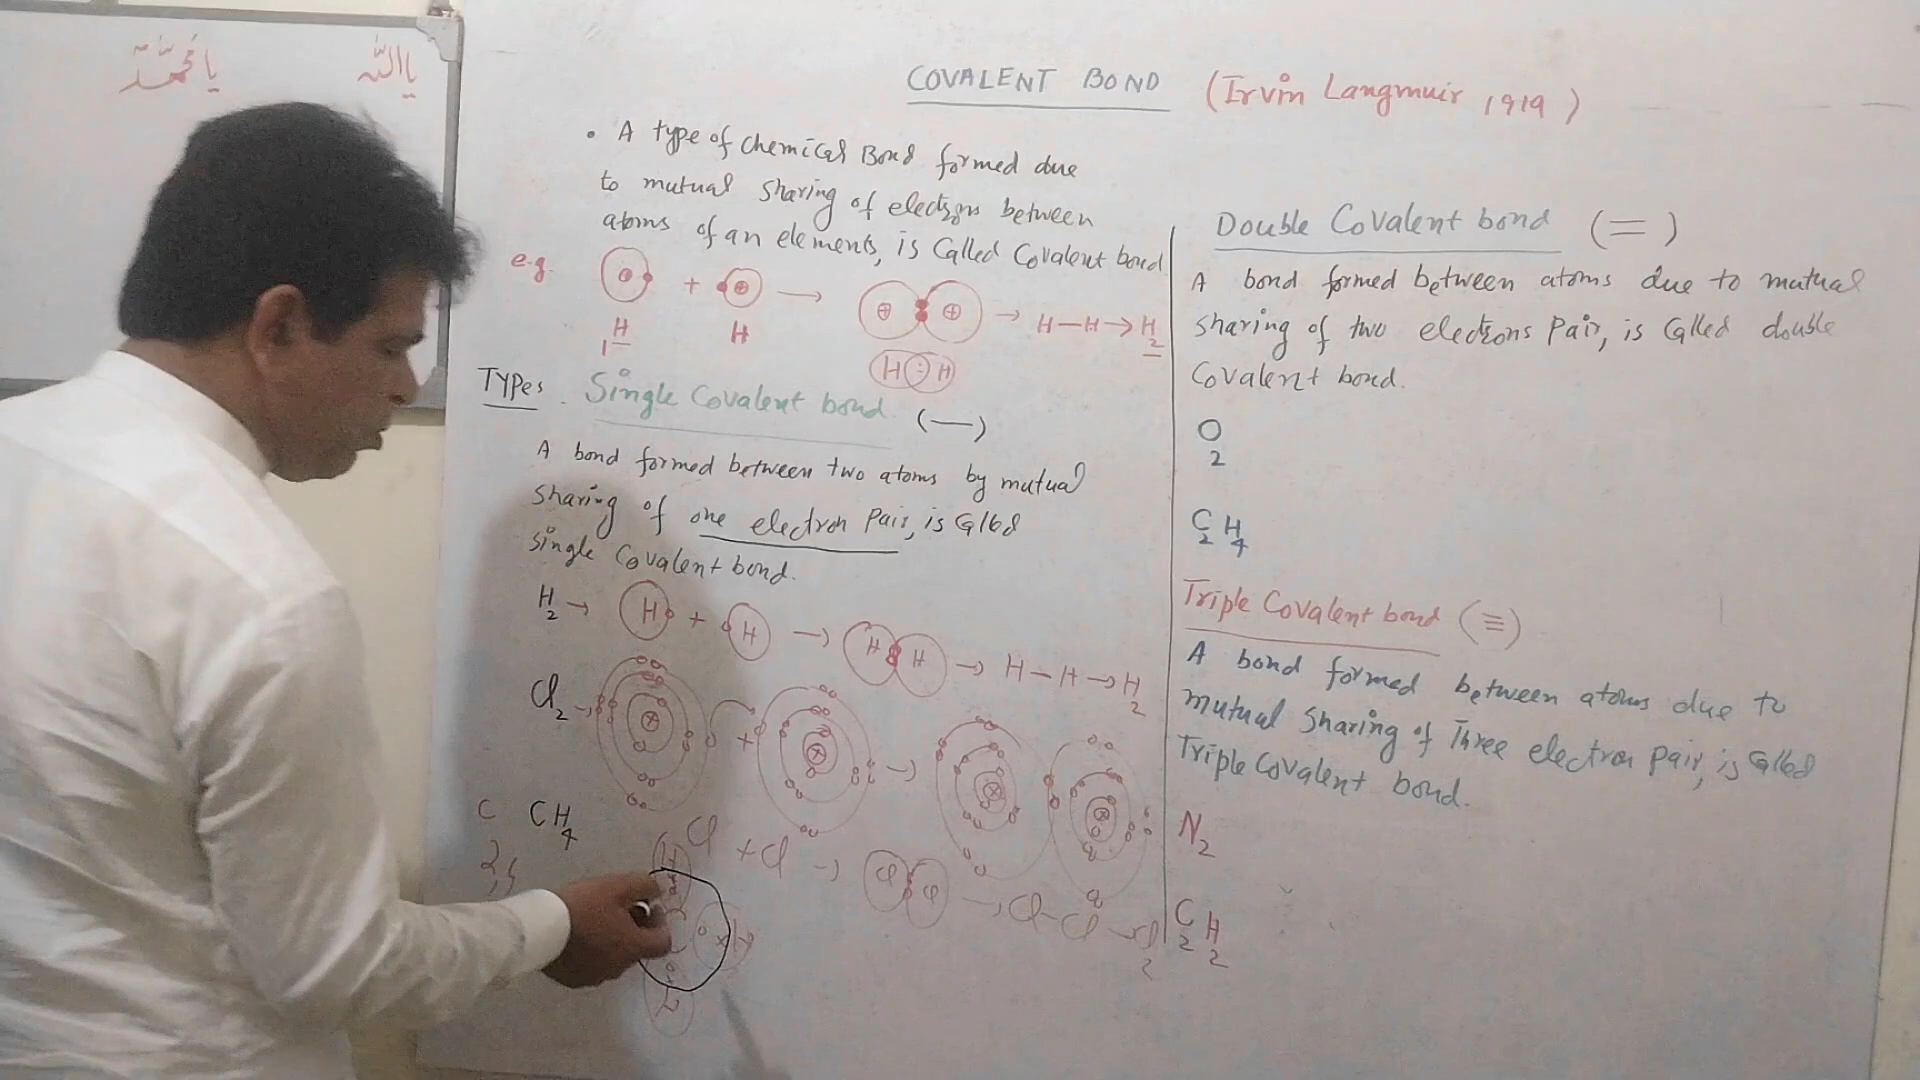 يا الله
يا محمد
COVALENT BOND (Irvin Langmuir 1919)
• A type of Chemical Bond formed due
to mutual sharing of electrons between
atoms of an elements, is Called Covalent bond
e.g.
+ → → H—H → H2
H H
1
H : H
Types. Single Covalent bond. (—)
A bond formed between two atoms by mutual
sharing of one electron Pair, is Called
Single Covalent bond.
H2 → H + H → H H → H-H → H2
Cl2 → + →
Cl + Cl → Cl Cl → Cl-Cl → Cl2
C CH4
Double Covalent bond (=)
A bond formed between atoms due to mutual
sharing of two electrons Pair, is Called double
Covalent bond.
O2
C2H4
Triple Covalent bond (≡)
A bond formed between atoms due to
mutual sharing of Three electron pair, is Called
Triple Covalent bond.
N2
C2H2